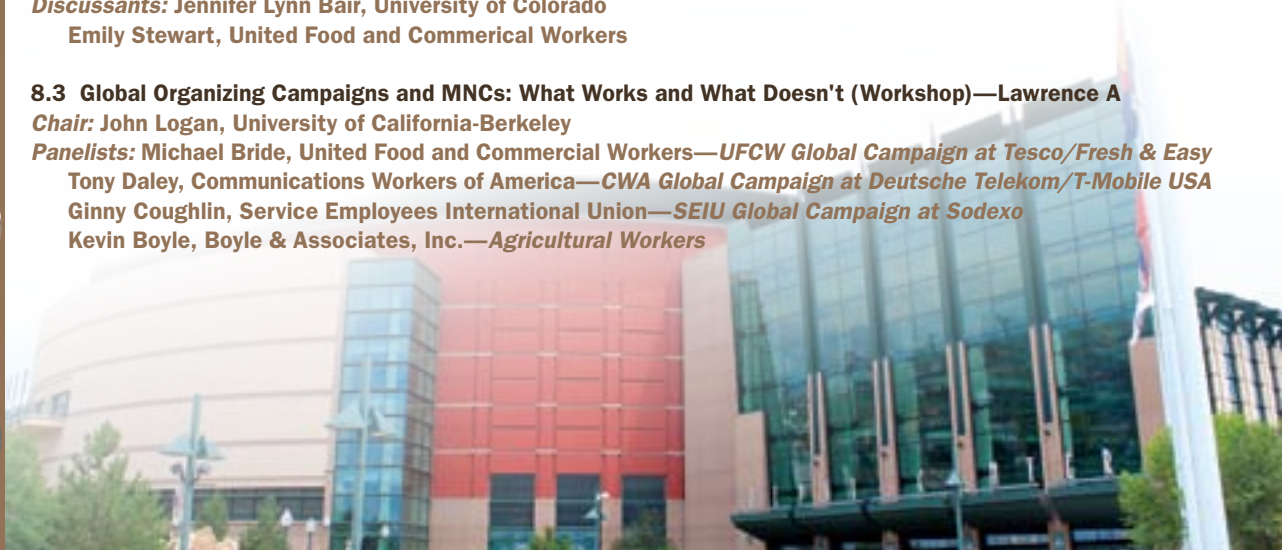 Discussants: Jennifer Lynn Bair, University of Colorado
Emily Stewart, United Food and Commerical Workers
8.3 Global Organizing Campaigns and MNCs: What Works and What Doesn't (Workshop)—Lawrence A
Chair: John Logan, University of California-Berkeley
Panelists: Michael Bride, United Food and Commercial Workers—UFCW Global Campaign at Tesco/Fresh & Easy
Tony Daley, Communications Workers of America—CWA Global Campaign at Deutsche Telekom/T-Mobile USA
Ginny Coughlin, Service Employees International Union—SEIU Global Campaign at Sodexo
Kevin Boyle, Boyle & Associates, Inc.—Agricultural Workers